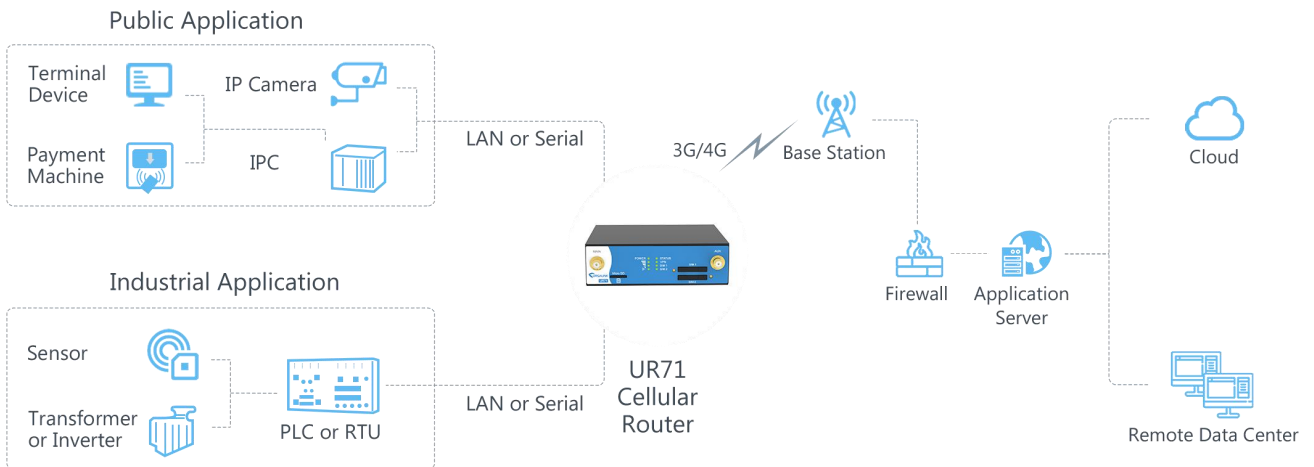 Public Application
Terminal
Device
IP Camera
Payment
Machine
IPC
LAN or Serial
3G/4G
Base Station
Cloud
Industrial Application
Firewall
Application
Server
Sensor
Transformer
or Inverter
PLC or RTU
LAN or Serial
UR71
Cellular
Router
Remote Data Center